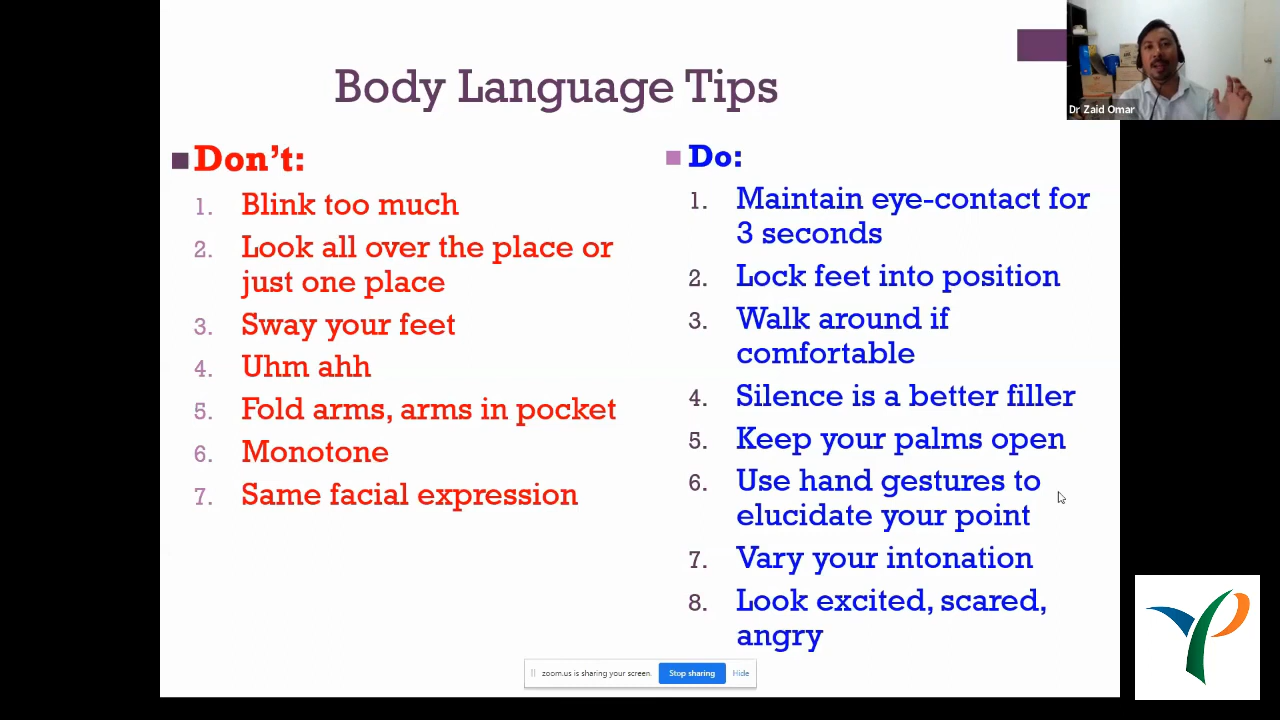 Body Language Tips
Dr Zaid Omar
Don't:
1. Blink too much
2. Look all over the place or
just one place
3. Sway your feet
4. Uhm ahh
5. Fold arms, arms in pocket
6. Monotone
7. Same facial expression
Do:
1. Maintain eye-contact for
3 seconds
2. Lock feet into position
3. Walk around if
comfortable
4. Silence is a better filler
5. Keep your palms open
6. Use hand gestures to
elucidate your point
7. Vary your intonation
8. Look excited, scared,
angry
zoom.us is sharing your screen. Stop sharing Hide